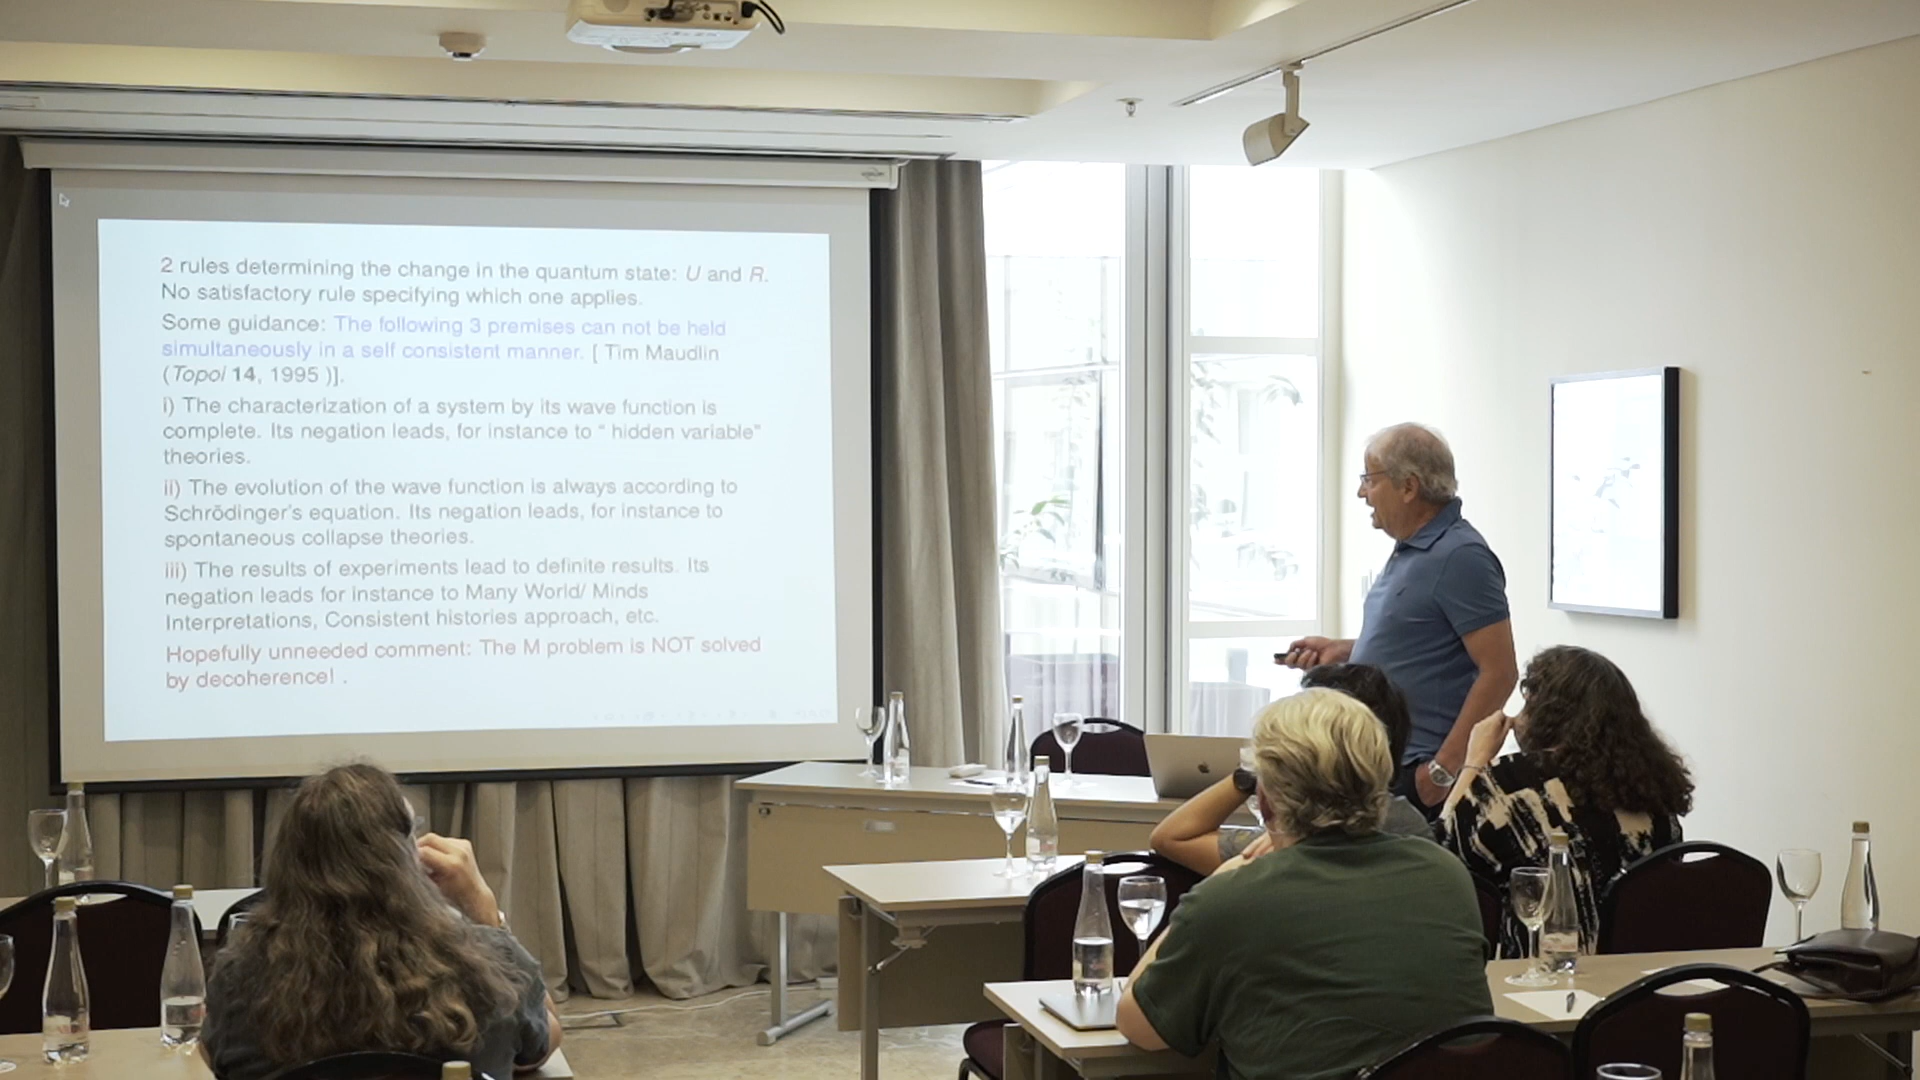 2 rules determining the change in the quantum state: U and R.
No satisfactory rule specifying which one applies.
Some guidance: The following 3 premises can not be held
simultaneously in a self consistent manner. [ Tim Maudlin
(Topoi 14, 1995 )].
i) The characterization of a system by its wave function is
complete. Its negation leads, for instance to “ hidden variable”
theories.
ii) The evolution of the wave function is always according to
Schrödinger's equation. Its negation leads, for instance to
spontaneous collapse theories.
iii) The results of experiments lead to definite results. Its
negation leads for instance to Many World/ Minds
Interpretations, Consistent histories approach, etc.
Hopefully unneeded comment: The M problem is NOT solved
by decoherence! .